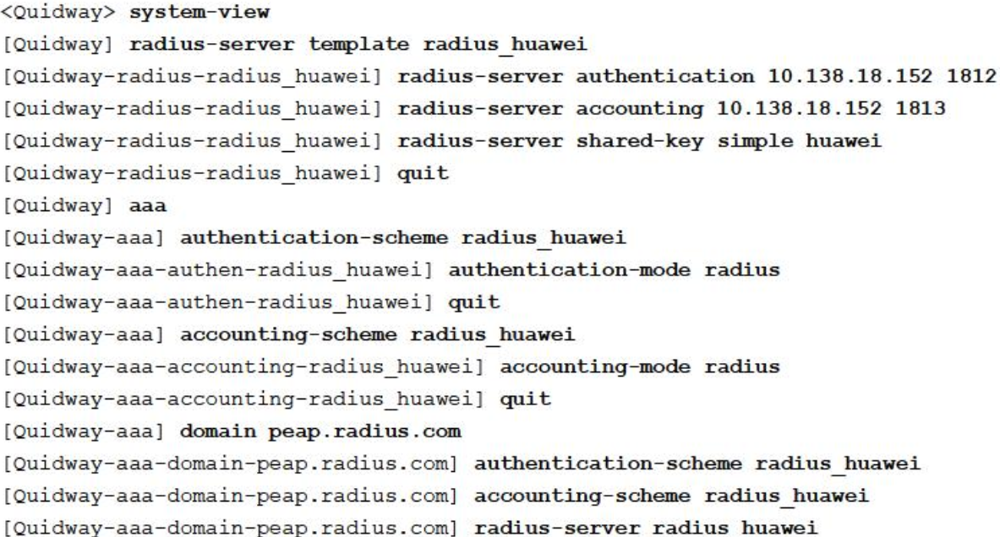 <Quidway> system-view
[Quidway] radius-server template radius_huawei
[Quidway-radius-radius_huawei] radius-server authentication 10.138.18.152 1812
[Quidway-radius-radius_huawei] radius-server accounting 10.138.18.152 1813
[Quidway-radius-radius_huawei] radius-server shared-key simple huawei
[Quidway-radius-radius_huawei] quit
[Quidway] aaa
[Quidway-aaa] authentication-scheme radius_huawei
[Quidway-aaa-authen-radius_huawei] authentication-mode radius
[Quidway-aaa-authen-radius_huawei] quit
[Quidway-aaa] accounting-scheme radius_huawei
[Quidway-aaa-accounting-radius_huawei] accounting-mode radius
[Quidway-aaa-accounting-radius_huawei] quit
[Quidway-aaa] domain peap.radius.com
[Quidway-aaa-domain-peap.radius.com] authentication-scheme radius_huawei
[Quidway-aaa-domain-peap.radius.com] accounting-scheme radius_huawei
[Quidway-aaa-domain-peap.radius.com] radius-server radius huawei